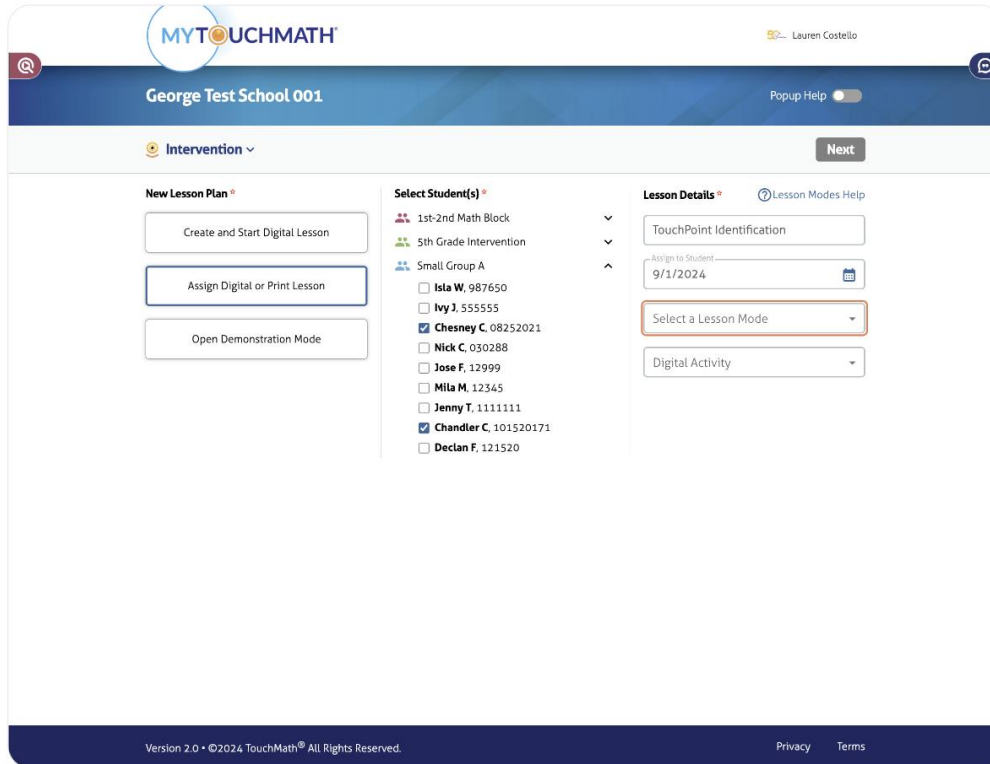 MYTOUCHMATH®
Lauren Costello
George Test School 001
Popup Help
Intervention
Next
New Lesson Plan *
Create and Start Digital Lesson
Assign Digital or Print Lesson
Open Demonstration Mode
Select Student(s) *
1st-2nd Math Block
5th Grade Intervention
Small Group A
Isla W, 987650
Ivy J, 555555
Chesney C, 08252021
Nick C, 030288
Jose F, 12999
Mila M, 12345
Jenny T, 1111111
Chandler C, 101520171
Declan F, 121520
Lesson Details *
Lesson Modes Help
TouchPoint Identification
Assign to Student
9/1/2024
Select a Lesson Mode
Digital Activity
Version 2.0 • ©2024 TouchMath® All Rights Reserved.
Privacy
Terms